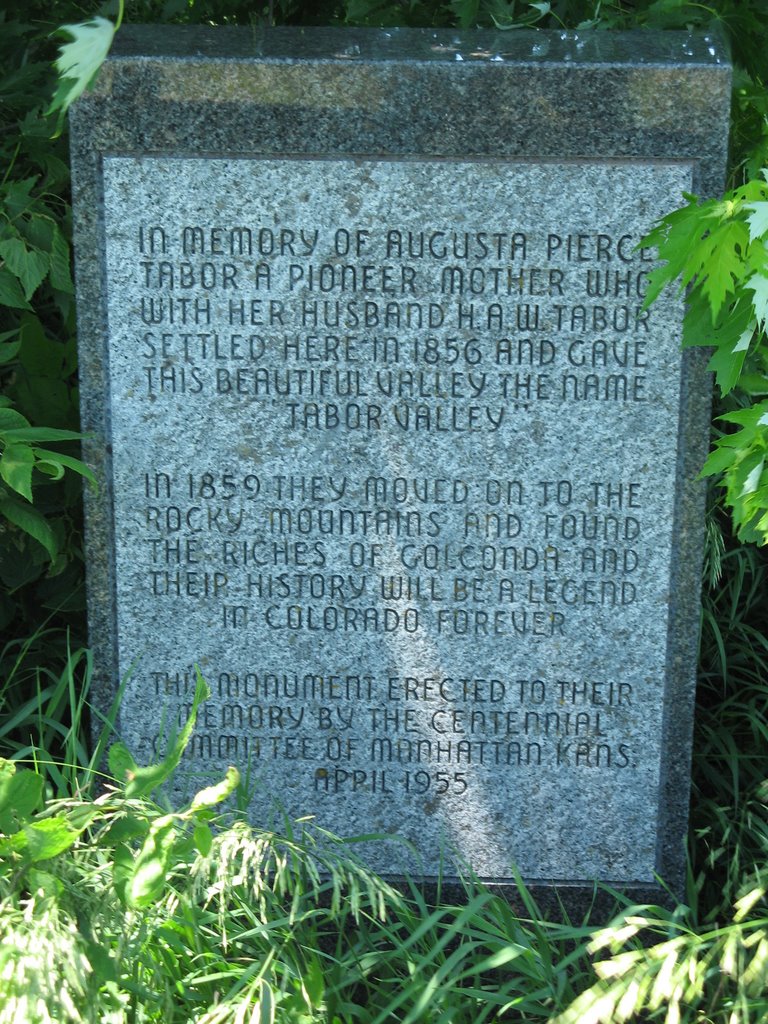 IN MEMORY OF AUGUSTA PIERCE
TABOR A PIONEER MOTHER WHO
WITH HER HUSBAND H.A.W. TABOR
SETTLED HERE IN 1856 AND GAVE
THIS BEAUTIFUL VALLEY THE NAME
"TABOR VALLEY"
IN 1859 THEY MOVED ON TO THE
ROCKY MOUNTAINS AND FOUND
THE RICHES OF GOLCONDA AND
THEIR HISTORY WILL BE A LEGEND
IN COLORADO FOREVER
THIS MONUMENT ERECTED TO THEIR
MEMORY BY THE CENTENNIAL
COMMITTEE OF MANHATTAN KANS.
APRIL 1955